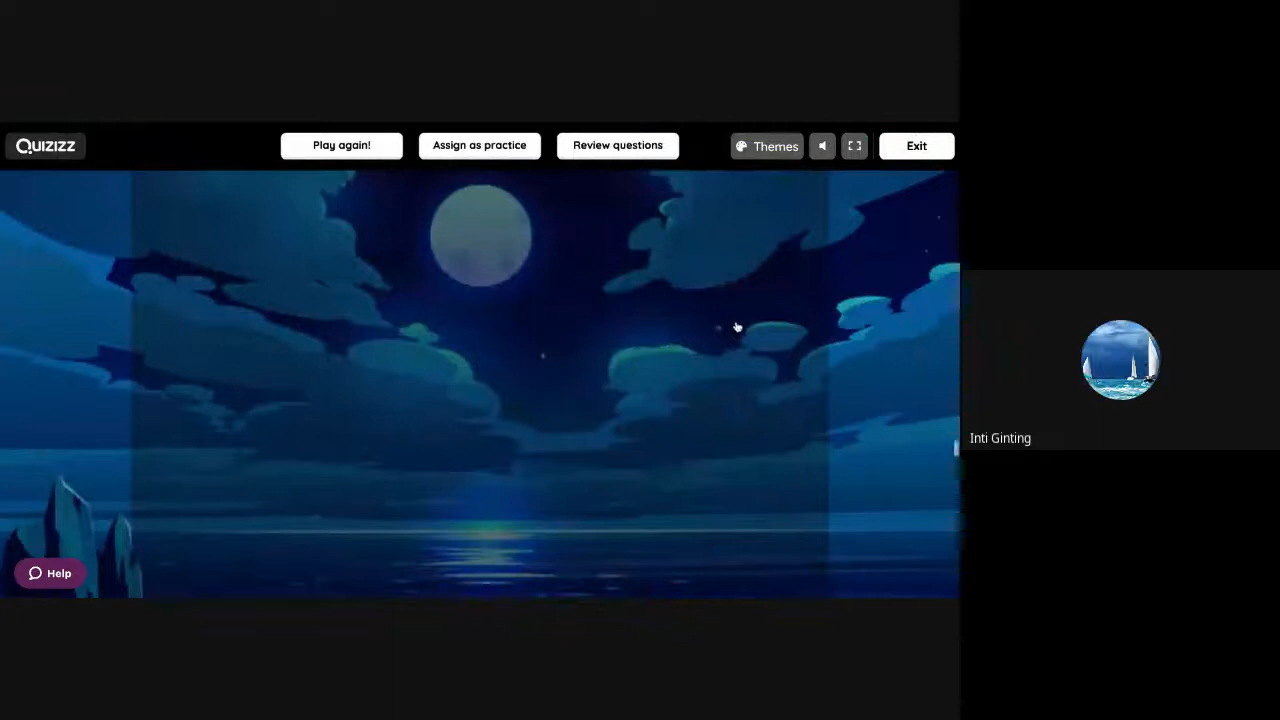 Quizizz
Play again!
Assign as practice
Review questions
Themes
Exit
Inti Ginting
Help